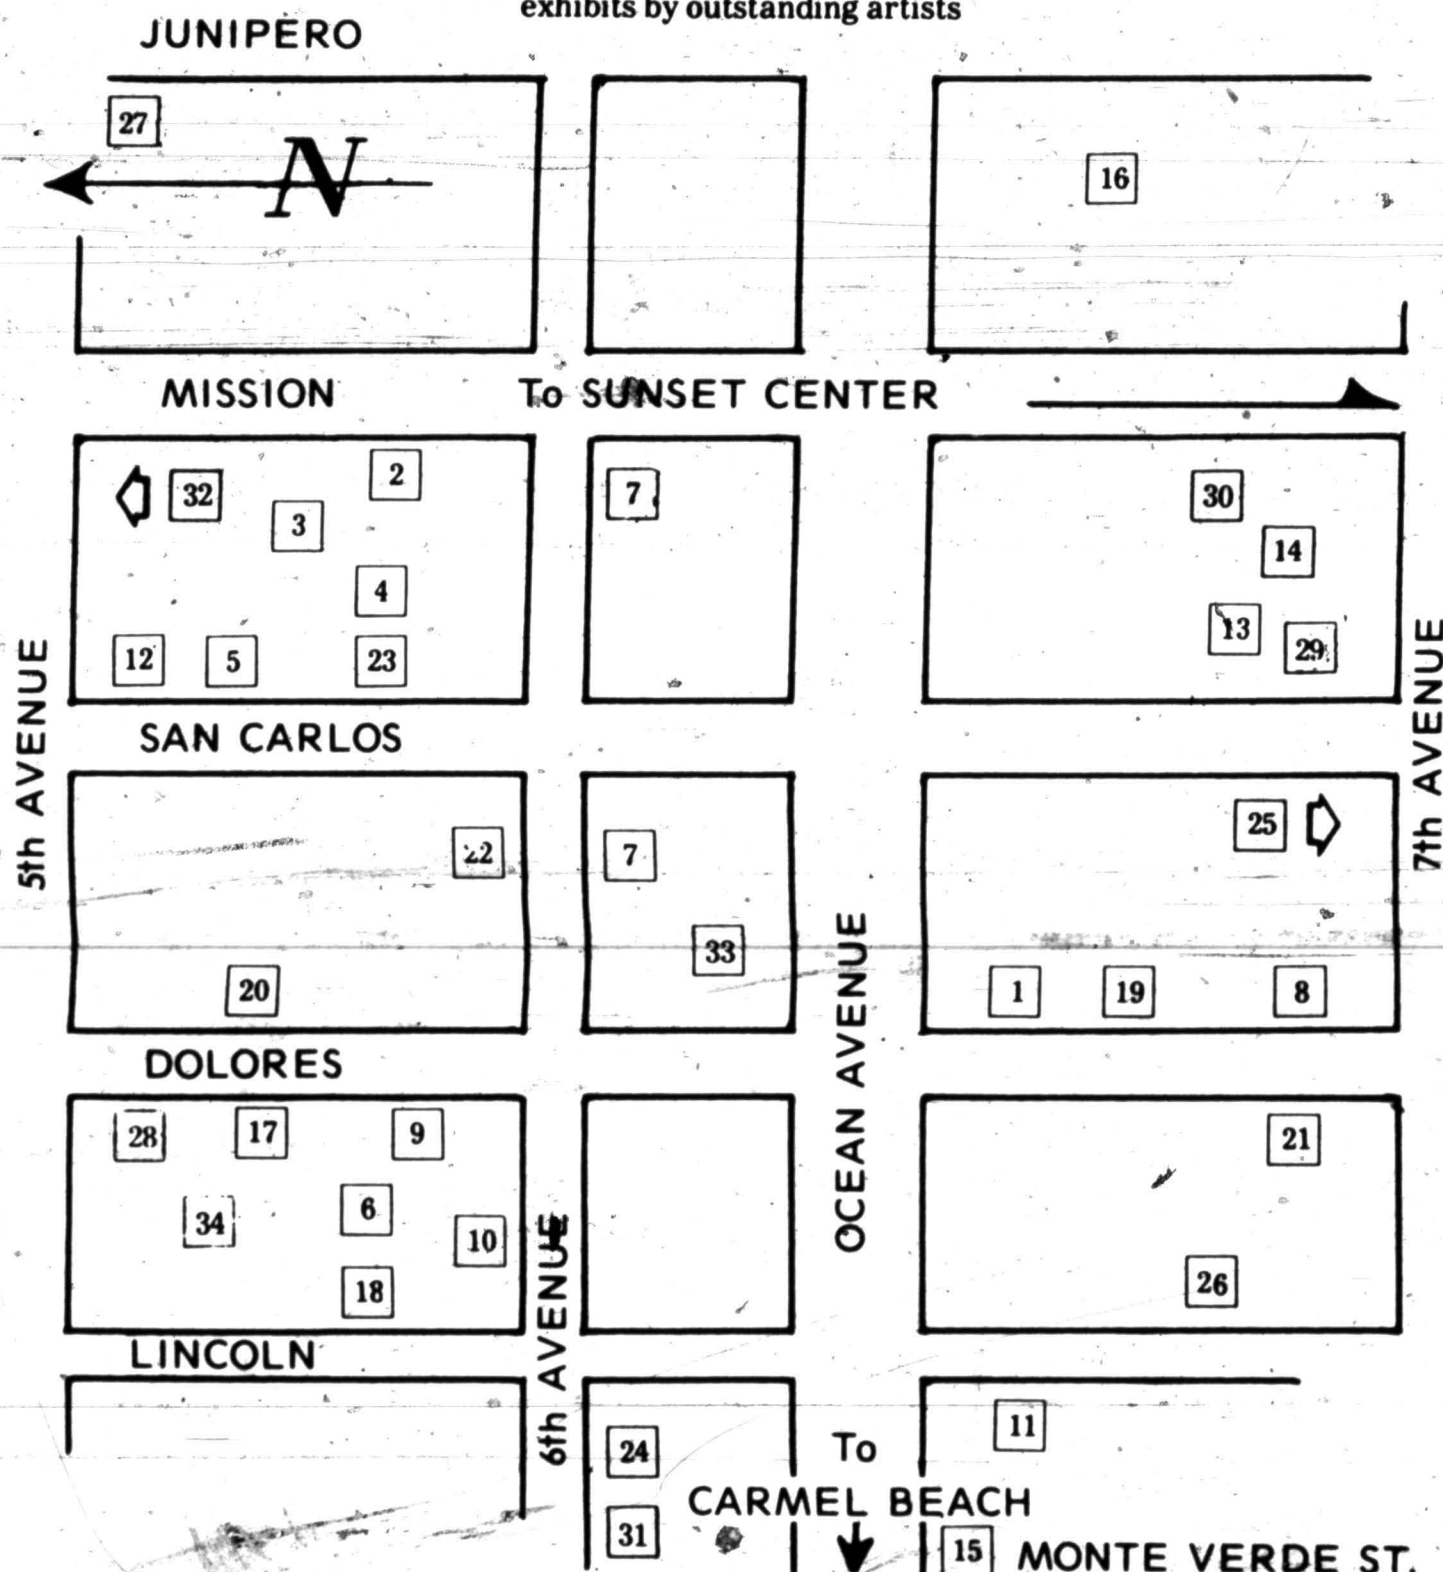 exhibits by outstanding artists
JUNIPERO
27
N
16
MISSION To SUNSET CENTER
32
3
2
4
12
5
23
7
30
14
13
29
5th AVENUE
7th AVENUE
SAN CARLOS
22
20
7
33
25
1
19
8
DOLORES
OCEAN AVENUE
28
17
9
34
6
10
18
21
26
6th AVENUE
LINCOLN
24
31
11
To
CARMEL BEACH
15
MONTE VERDE ST.